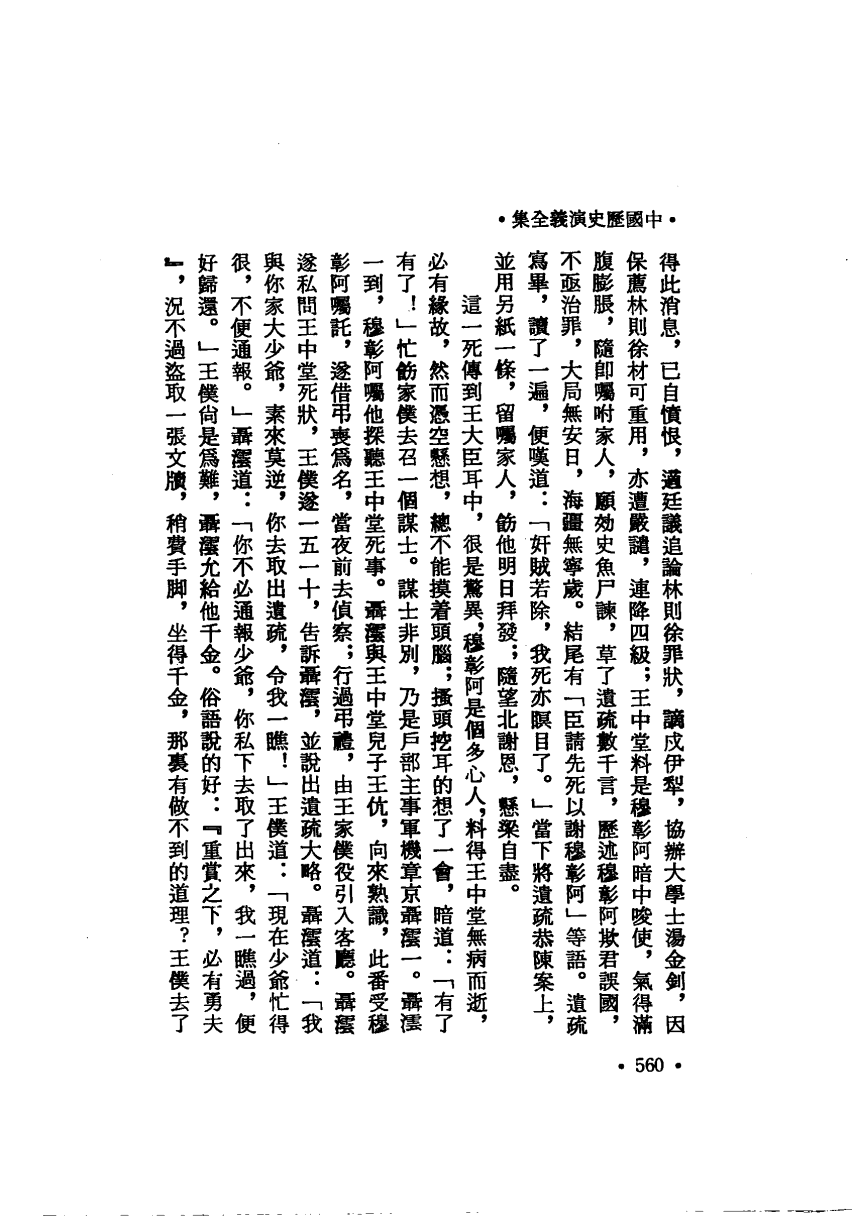 •中國歷史演義全集•
得此消息，已自憤恨，邇廷議追論林則徐罪狀，謫戍伊犁，協辦大學士湯金釗，因
保薦林則徐材可重用，亦遭嚴譴，連降四級；王中堂料是穆彰阿暗中唆使，氣得滿
腹膨脹，隨卽囑咐家人，願効史魚尸諫，草了遺疏數千言，歷述穆彰阿欺君誤國，
不亟治罪，大局無安日，海疆無寧歲。結尾有「臣請先死以謝穆彰阿」等語。遺疏
寫畢，讀了一遍，便嘆道：「奸賊若除，我死亦瞑目了。」當下將遺疏恭陳案上，
並用另紙一條，留囑家人，飭他明日拜發；隨望北謝恩，懸梁自盡。
這一死傳到王大臣耳中，很是驚異，穆彰阿是個多心人，料得王中堂無病而逝，
必有緣故，然而憑空懸想，總不能摸着頭腦；搔頭挖耳的想了一會，暗道：「有了
有了！」忙飭家僕去召一個謀士。謀士非別，乃是戶部主事軍機章京聶澐一。聶澐
一到，穆彰阿囑他探聽王中堂死事。聶澐與王中堂兒子王伉，向來熟識，此番受穆
彰阿囑託，遂借弔喪爲名，當夜前去偵察；行過弔禮，由王家僕役引入客廳。聶澐
遂私問王中堂死狀，王僕遂一五一十，告訴聶澐，並說出遺疏大略。聶澐道：「我
與你家大少爺，素來莫逆，你去取出遺疏，令我一瞧！」王僕道：「現在少爺忙得
很，不便通報。」聶澐道：「你不必通報少爺，你私下去取了出來，我一瞧過，便
好歸還。」王僕尙是爲難，聶澐允給他千金。俗語說的好：『重賞之下，必有勇夫
』，況不過盜取一張文牘，稍費手脚，坐得千金，那裏有做不到的道理？王僕去了
•560•